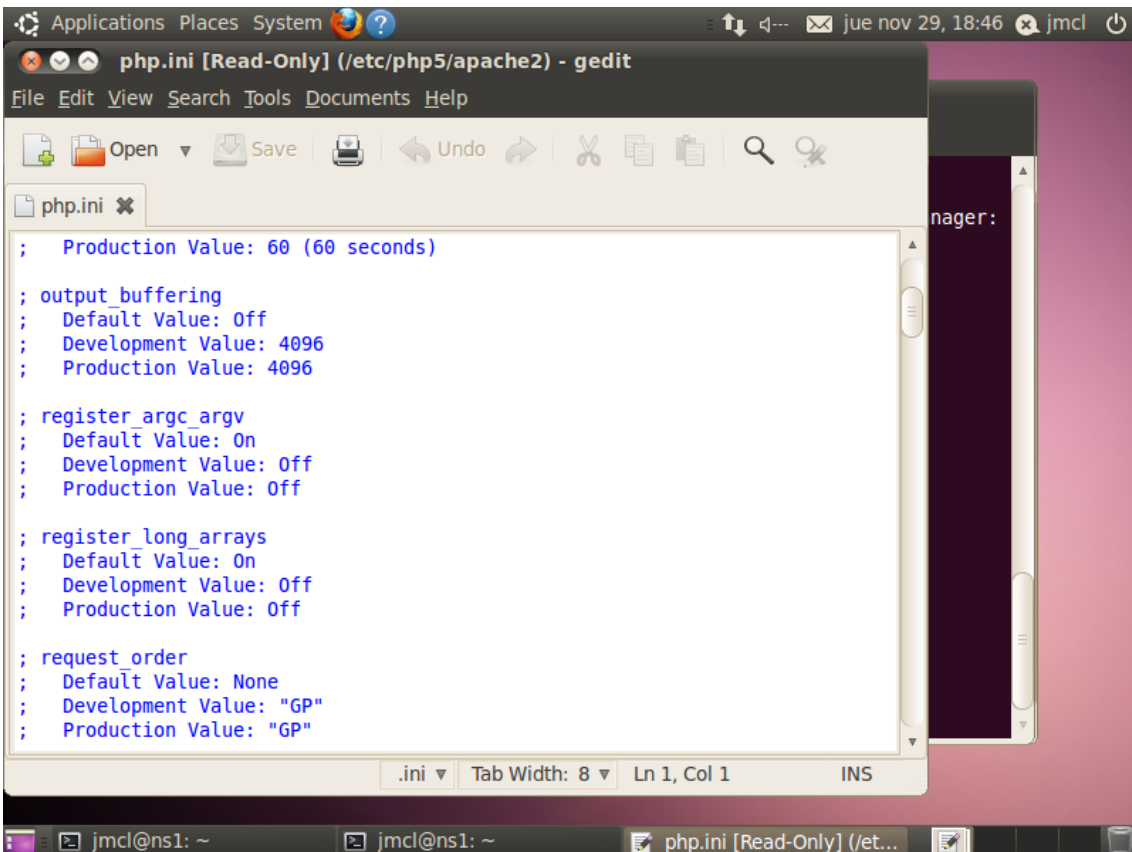 Applications Places System
jue nov 29, 18:46 jmcl
php.ini [Read-Only] (/etc/php5/apache2) - gedit
File Edit View Search Tools Documents Help
Open Save Undo
php.ini
nager:
;   Production Value: 60 (60 seconds)
; output_buffering
;   Default Value: Off
;   Development Value: 4096
;   Production Value: 4096
; register_argc_argv
;   Default Value: On
;   Development Value: Off
;   Production Value: Off
; register_long_arrays
;   Default Value: On
;   Development Value: Off
;   Production Value: Off
; request_order
;   Default Value: None
;   Development Value: "GP"
;   Production Value: "GP"
.ini Tab Width: 8 Ln 1, Col 1 INS
jmcl@ns1: ~ jmcl@ns1: ~ php.ini [Read-Only] (/et...